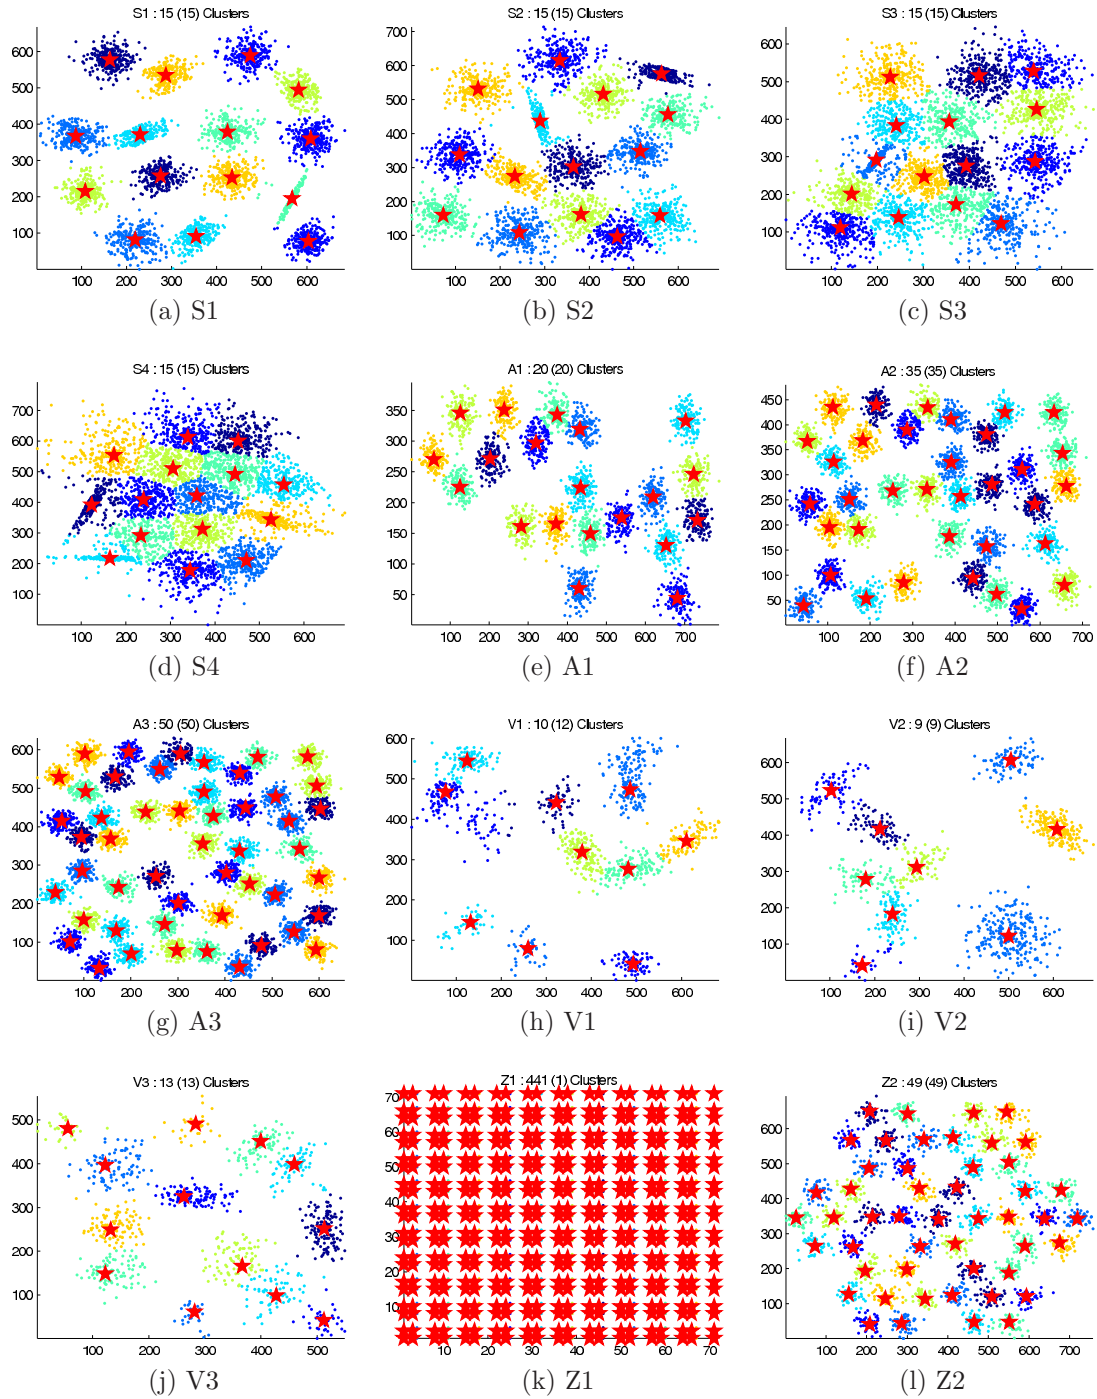 S1 : 15 (15) Clusters
600
500
400
300
200
100
100 200 300 400 500 600
(a) S1
S2 : 15 (15) Clusters
700
600
500
400
300
200
100
100 200 300 400 500 600
(b) S2
S3 : 15 (15) Clusters
600
500
400
300
200
100
100 200 300 400 500 600
(c) S3
S4 : 15 (15) Clusters
700
600
500
400
300
200
100
100 200 300 400 500 600
(d) S4
A1 : 20 (20) Clusters
350
300
250
200
150
100
50
100 200 300 400 500 600 700
(e) A1
A2 : 35 (35) Clusters
450
400
350
300
250
200
150
100
50
100 200 300 400 500 600 700
(f) A2
A3 : 50 (50) Clusters
600
500
400
300
200
100
100 200 300 400 500 600
(g) A3
V1 : 10 (12) Clusters
600
500
400
300
200
100
100 200 300 400 500 600
(h) V1
V2 : 9 (9) Clusters
600
500
400
300
200
100
100 200 300 400 500 600
(i) V2
V3 : 13 (13) Clusters
500
400
300
200
100
100 200 300 400 500
(j) V3
Z1 : 441 (1) Clusters
70
60
50
40
30
20
10
10 20 30 40 50 60 70
(k) Z1
Z2 : 49 (49) Clusters
600
500
400
300
200
100
100 200 300 400 500 600 700
(l) Z2